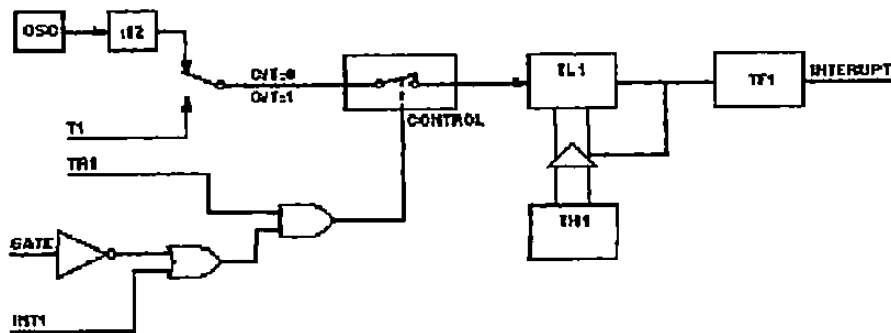 OSC
÷12
C/T=0
C/T=1
TL1
TF1
INTERUPT
CONTROL
T1
TR1
TH1
GATE
INT1